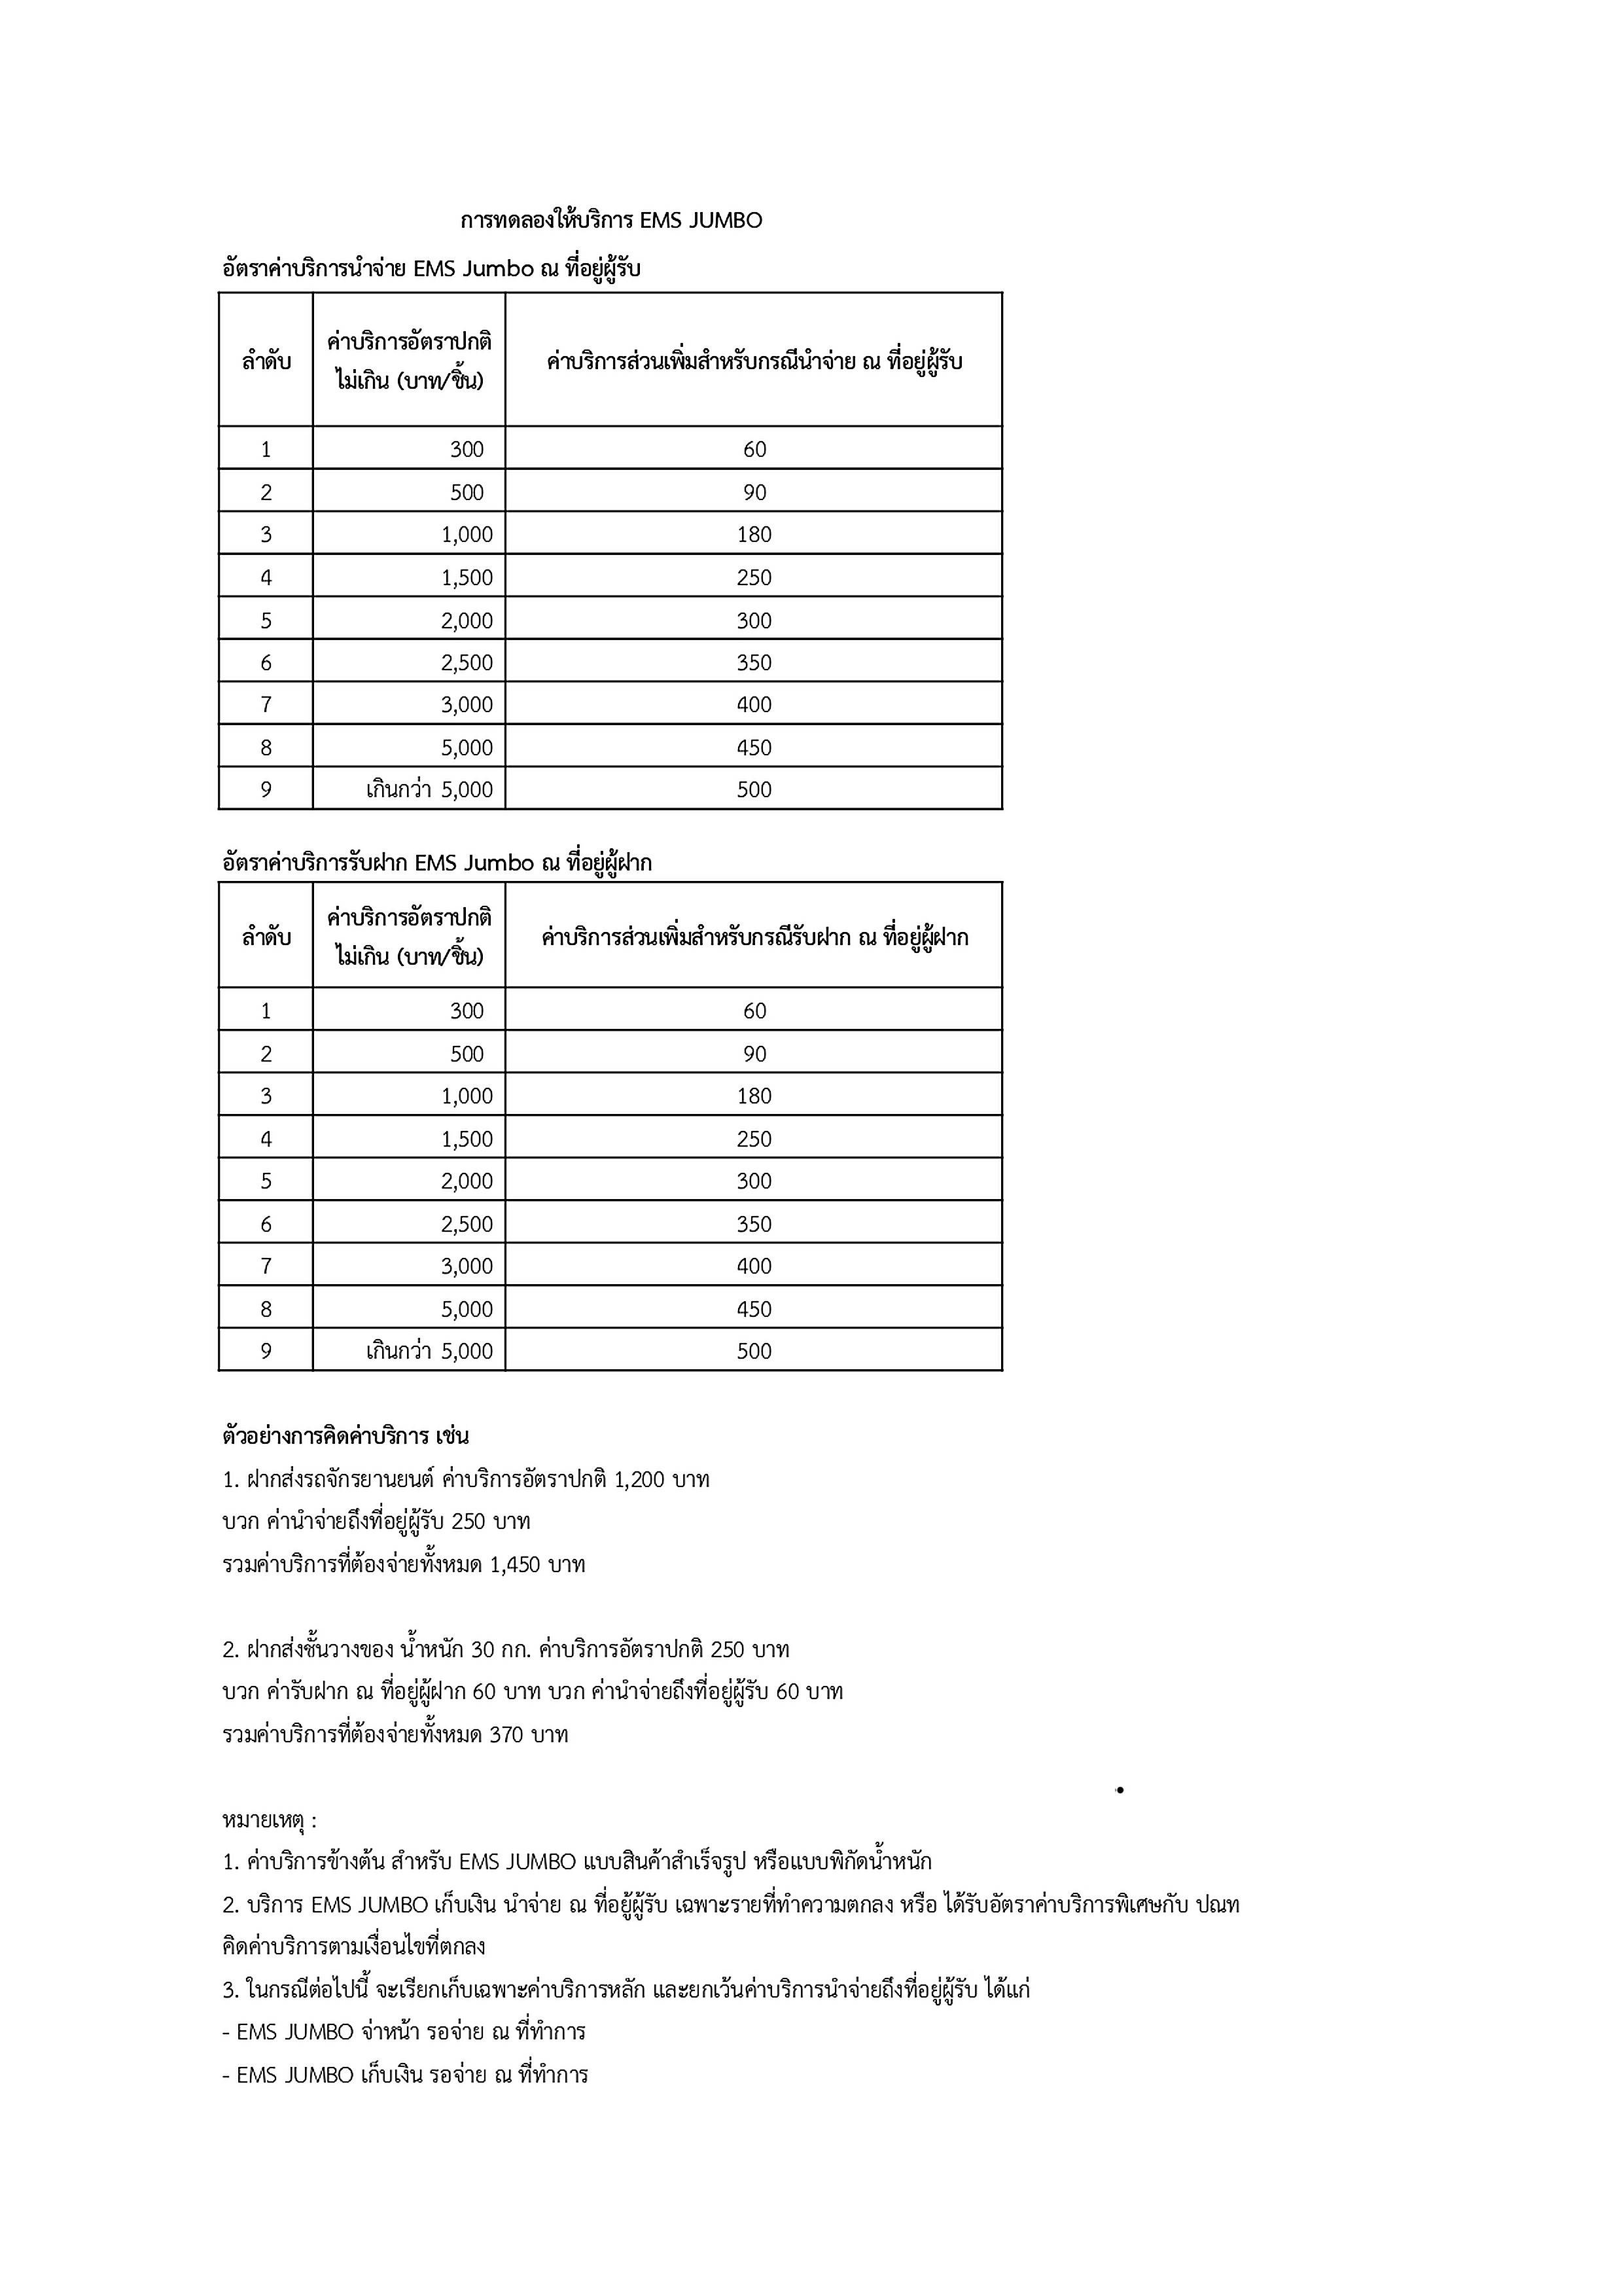 การทดลองให้บริการ EMS JUMBO
อัตราค่าบริการนำจ่าย EMS Jumbo ณ ที่อยู่ผู้รับ
ลำดับ ค่าบริการอัตราปกติ ค่าบริการส่วนเพิ่มสำหรับกรณีนำจ่าย ณ ที่อยู่ผู้รับ
ไม่เกิน (บาท/ชิ้น)
1 300 60
2 500 90
3 1,000 180
4 1,500 250
5 2,000 300
6 2,500 350
7 3,000 400
8 5,000 450
9 เกินกว่า 5,000 500
อัตราค่าบริการรับฝาก EMS Jumbo ณ ที่อยู่ผู้ฝาก
ลำดับ ค่าบริการอัตราปกติ ค่าบริการส่วนเพิ่มสำหรับกรณีรับฝาก ณ ที่อยู่ผู้ฝาก
ไม่เกิน (บาท/ชิ้น)
1 300 60
2 500 90
3 1,000 180
4 1,500 250
5 2,000 300
6 2,500 350
7 3,000 400
8 5,000 450
9 เกินกว่า 5,000 500
ตัวอย่างการคิดค่าบริการ เช่น
1. ฝากส่งรถจักรยานยนต์ ค่าบริการอัตราปกติ 1,200 บาท
บวก ค่านำจ่ายถึงที่อยู่ผู้รับ 250 บาท
รวมค่าบริการที่ต้องจ่ายทั้งหมด 1,450 บาท
2. ฝากส่งชั้นวางของ น้ำหนัก 30 กก. ค่าบริการอัตราปกติ 250 บาท
บวก ค่ารับฝาก ณ ที่อยู่ผู้ฝาก 60 บาท บวก ค่านำจ่ายถึงที่อยู่ผู้รับ 60 บาท
รวมค่าบริการที่ต้องจ่ายทั้งหมด 370 บาท
หมายเหตุ :
1. ค่าบริการข้างต้น สำหรับ EMS JUMBO แบบสินค้าสำเร็จรูป หรือแบบพิกัดน้ำหนัก
2. บริการ EMS JUMBO เก็บเงิน นำจ่าย ณ ที่อยู้ผู้รับ เฉพาะรายที่ทำความตกลง หรือ ได้รับอัตราค่าบริการพิเศษกับ ปณท
คิดค่าบริการตามเงื่อนไขที่ตกลง
3. ในกรณีต่อไปนี้ จะเรียกเก็บเฉพาะค่าบริการหลัก และยกเว้นค่าบริการนำจ่ายถึงที่อยู่ผู้รับ ได้แก่
- EMS JUMBO จ่าหน้า รอจ่าย ณ ที่ทำการ
- EMS JUMBO เก็บเงิน รอจ่าย ณ ที่ทำการ